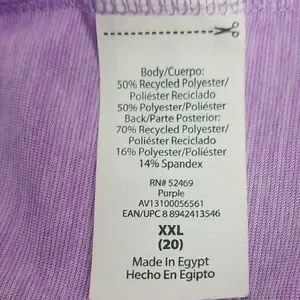 Body/Cuerpo:
50% Recycled Polyester/
Poliéster Reciclado
50% Polyester/Poliéster
Back/Parte Posterior:
70% Recycled Polyester/
Poliéster Reciclado
16% Polyester/Poliéster
14% Spandex
RN# 52469
Purple
AV13100056561
EAN/UPC 8 8942413546
XXL
(20)
Made In Egypt
Hecho En Egipto